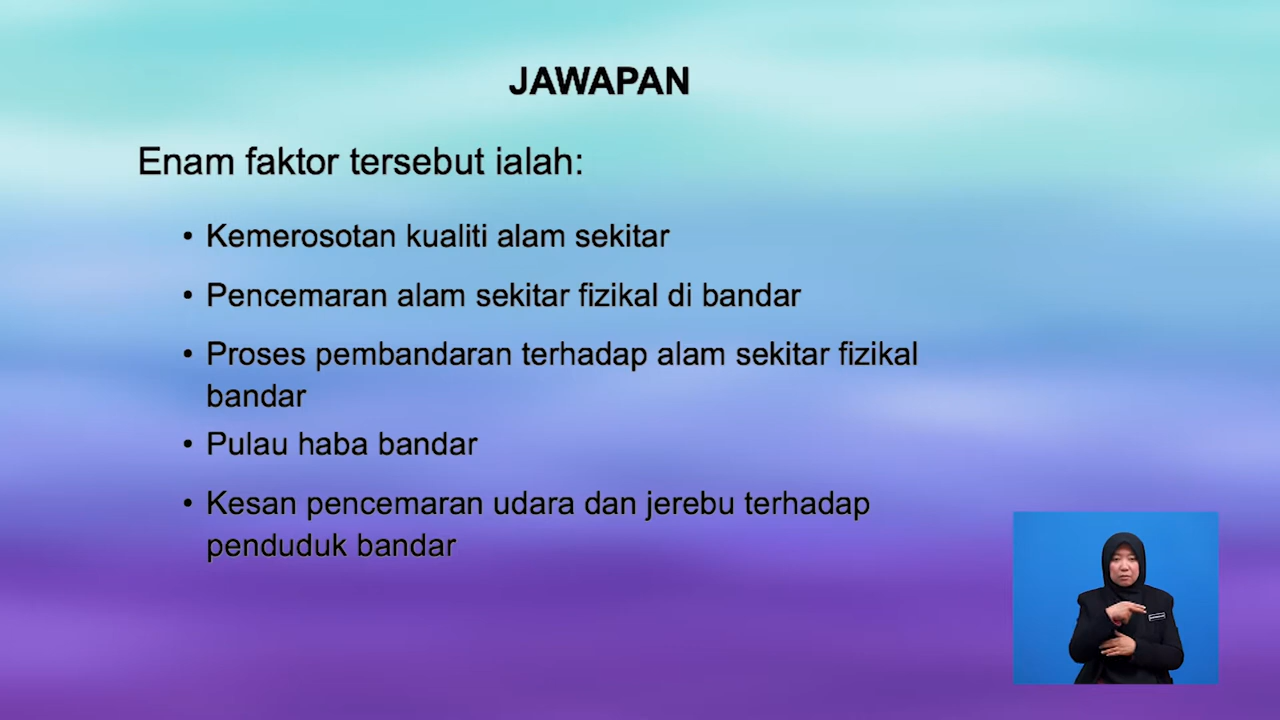 JAWAPAN
Enam faktor tersebut ialah:
• Kemerosotan kualiti alam sekitar
• Pencemaran alam sekitar fizikal di bandar
• Proses pembandaran terhadap alam sekitar fizikal
bandar
• Pulau haba bandar
• Kesan pencemaran udara dan jerebu terhadap
penduduk bandar